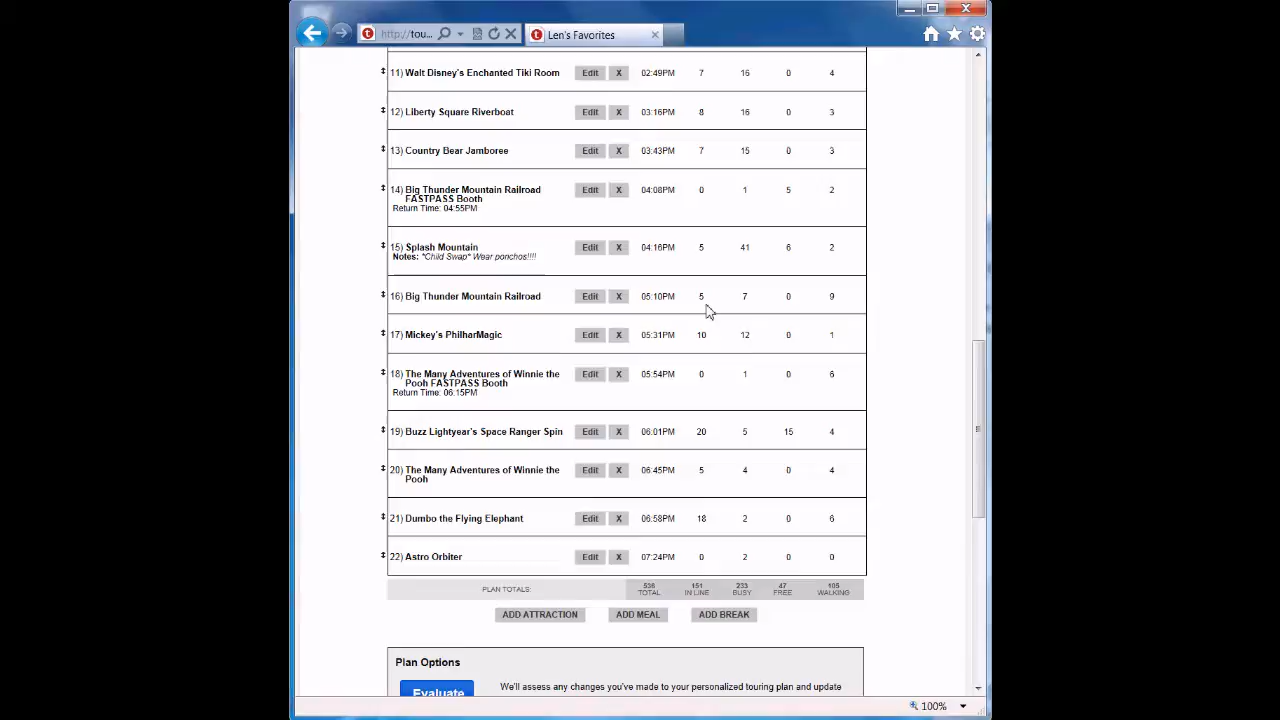 http://tou...
Len's Favorites
11) Walt Disney's Enchanted Tiki Room Edit X 02:49PM 7 16 0 4
12) Liberty Square Riverboat Edit X 03:16PM 8 16 0 3
13) Country Bear Jamboree Edit X 03:43PM 7 15 0 3
14) Big Thunder Mountain Railroad Edit X 04:08PM 0 1 5 2
FASTPASS Booth
Return Time: 04:55PM
15) Splash Mountain Edit X 04:16PM 5 41 6 2
Notes: *Child Swap* Wear ponchos!!!!
16) Big Thunder Mountain Railroad Edit X 05:10PM 5 7 0 9
17) Mickey's PhilharMagic Edit X 05:31PM 10 12 0 1
18) The Many Adventures of Winnie the Edit X 05:54PM 0 1 0 6
Pooh FASTPASS Booth
Return Time: 06:15PM
19) Buzz Lightyear's Space Ranger Spin Edit X 06:01PM 20 5 15 4
20) The Many Adventures of Winnie the Edit X 06:45PM 5 4 0 4
Pooh
21) Dumbo the Flying Elephant Edit X 06:58PM 18 2 0 6
22) Astro Orbiter Edit X 07:24PM 0 2 0 0
PLAN TOTALS: 536 151 233 47 105
TOTAL IN LINE BUSY FREE WALKING
ADD ATTRACTION ADD MEAL ADD BREAK
Plan Options
Evaluate We'll assess any changes you've made to your personalized touring plan and update
100%